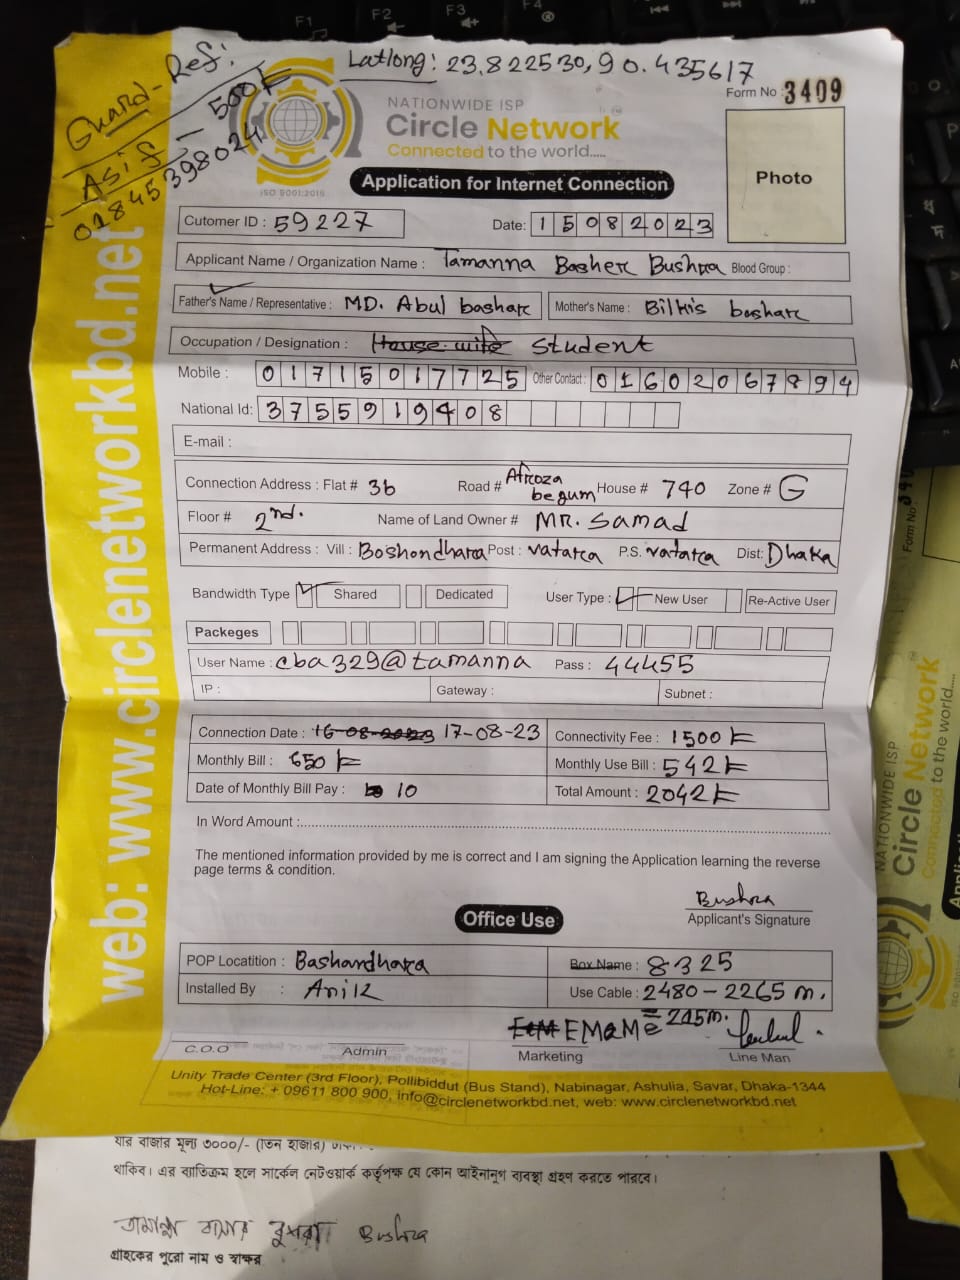 Latlong: 23.822530, 90.435617
Guard-Ref:
Asif - 500৳
01845398024
NATIONWIDE ISP
Circle Network
Connected to the world.....
ISO 9001:2015
Form No : 3409
Photo
Application for Internet Connection
Cutomer ID : 59227 Date: 15082023
Applicant Name / Organization Name : Tamanna Basher Bushra Blood Group :
Father's Name / Representative : MD. Abul bashar Mother's Name : Bilkis bashar
Occupation / Designation : House wife Student
Mobile : 01715017725 Other Contact : 01602067894
National Id: 3755919408
E-mail :
Connection Address : Flat # 3b Road # Afroza begum House # 740 Zone # G
Floor # 2nd. Name of Land Owner # MR. Samad
Permanent Address : Vill : Boshondhara Post : vatara P.S. vatara Dist: Dhaka
Bandwidth Type Shared Dedicated User Type : New User Re-Active User
Packeges
User Name : cba329@tamanna Pass : 44455
IP : Gateway : Subnet :
Connection Date : 16-08-2023 17-08-23 Connectivity Fee : 1500৳
Monthly Bill : 650৳ Monthly Use Bill : 542৳
Date of Monthly Bill Pay : 10 Total Amount : 2042৳
In Word Amount :
The mentioned information provided by me is correct and I am signing the Application learning the reverse
page terms & condition.
Bushra
Applicant's Signature
Office Use
POP Locatition : Bashandhara Box Name : 8325
Installed By : Anik Use Cable : 2480-2265 m.
= 215m.
EMAME
C.O.O Admin Marketing Line Man
Unity Trade Center (3rd Floor), Pollibiddut (Bus Stand), Nabinagar, Ashulia, Savar, Dhaka-1344
Hot-Line: + 09611 800 900, info@circlenetworkbd.net, web: www.circlenetworkbd.net
web: www.circlenetworkbd.net
যার বাজার মূল্য ৩০০০/- (তিন হাজার)
থাকিব। এর ব্যতিক্রম হলে সার্কেল নেটওয়ার্ক কর্তৃপক্ষ যে কোন আইনানুগ ব্যবস্থা গ্রহণ করতে পারবে।
তামান্না বাসার বুশরা Bushra
গ্রাহকের পুরো নাম ও স্বাক্ষর
Form No
NATIONWIDE ISP
Circle Network
Connected to the world.....
F1
F2
F3
F4